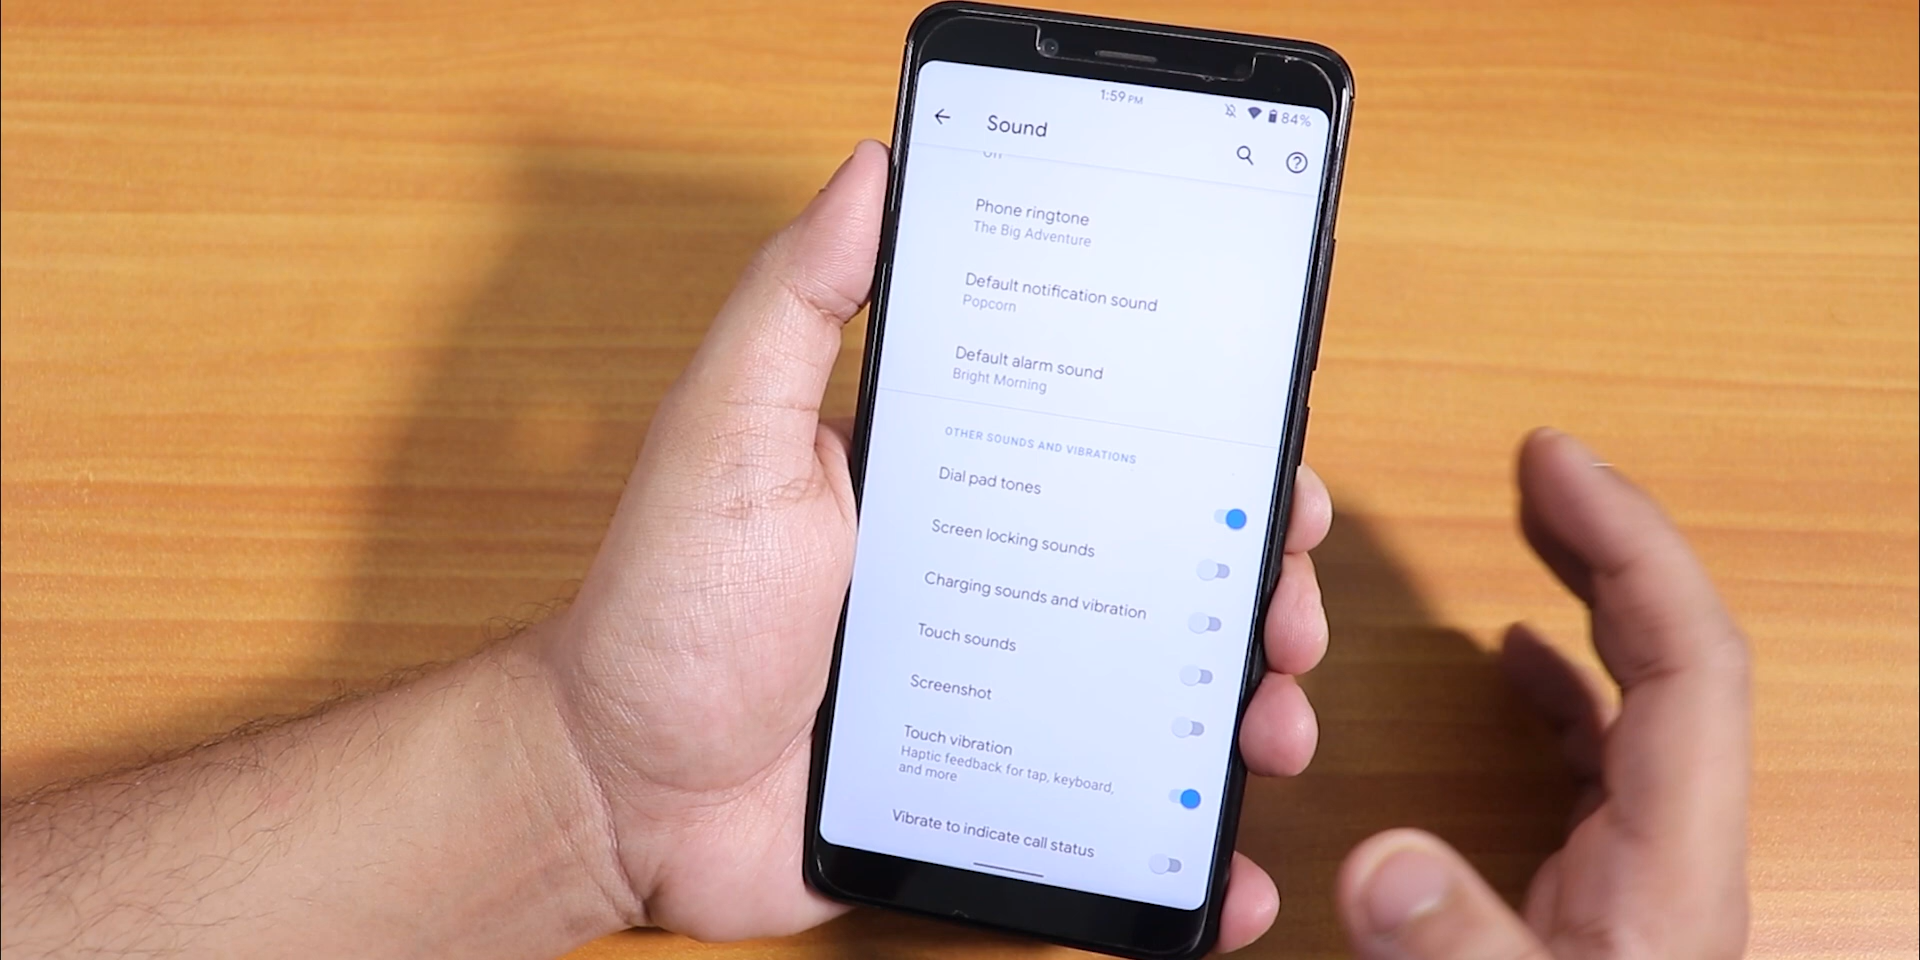 1:59 PM
84%
Sound
Off
Phone ringtone
The Big Adventure
Default notification sound
Popcorn
Default alarm sound
Bright Morning
OTHER SOUNDS AND VIBRATIONS
Dial pad tones
Screen locking sounds
Charging sounds and vibration
Touch sounds
Screenshot
Touch vibration
Haptic feedback for tap, keyboard,
and more
Vibrate to indicate call status